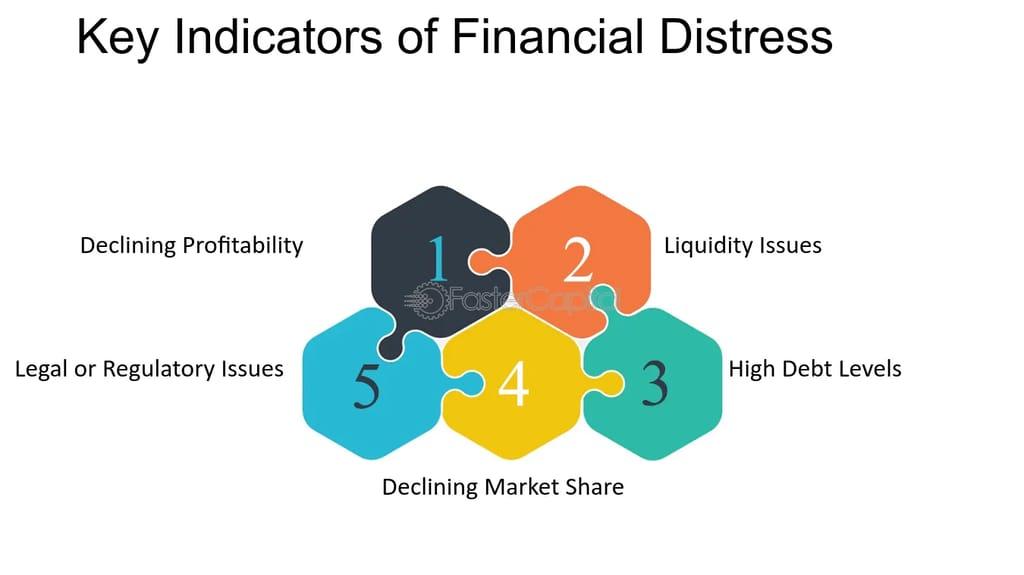 Key Indicators of Financial Distress
Declining Profitability
1
2
Liquidity Issues
FasterCapital
Legal or Regulatory Issues
5
4
3
High Debt Levels
Declining Market Share